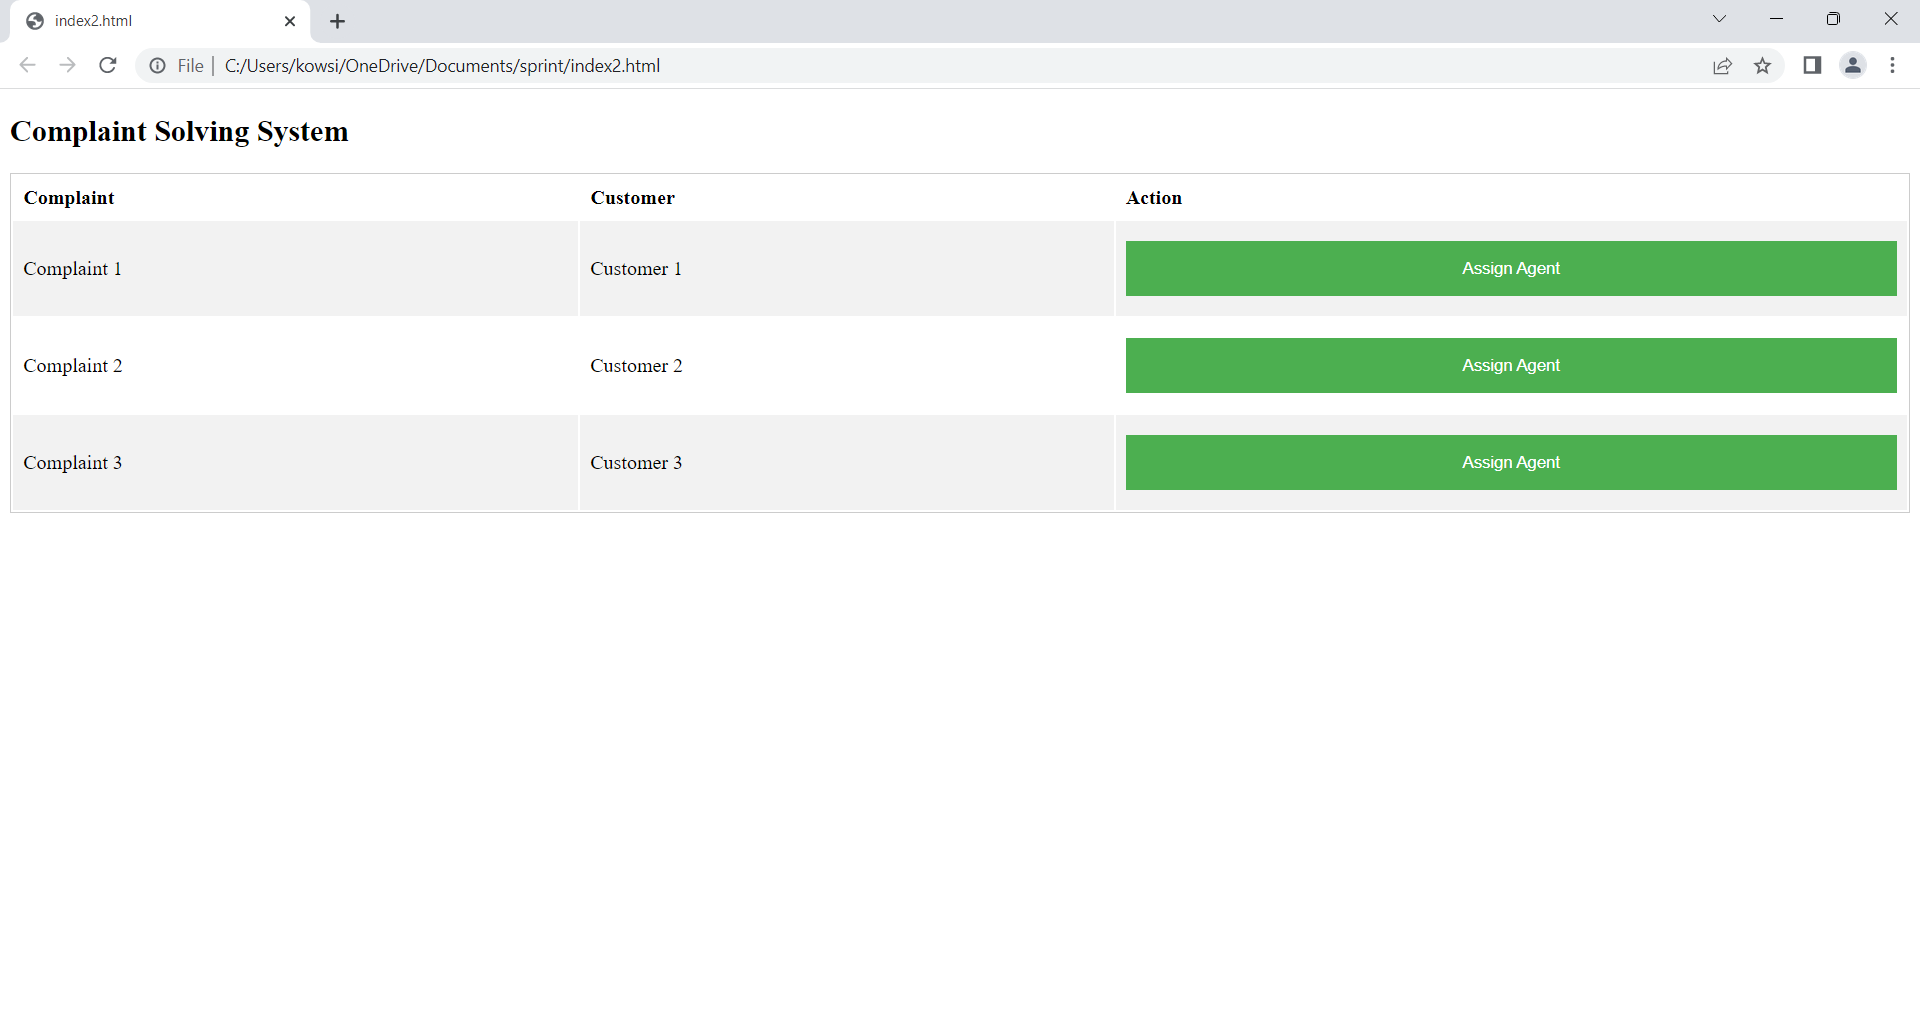 index2.html
File C:/Users/kowsi/OneDrive/Documents/sprint/index2.html
Complaint Solving System
Complaint Customer Action
Complaint 1 Customer 1 Assign Agent
Complaint 2 Customer 2 Assign Agent
Complaint 3 Customer 3 Assign Agent